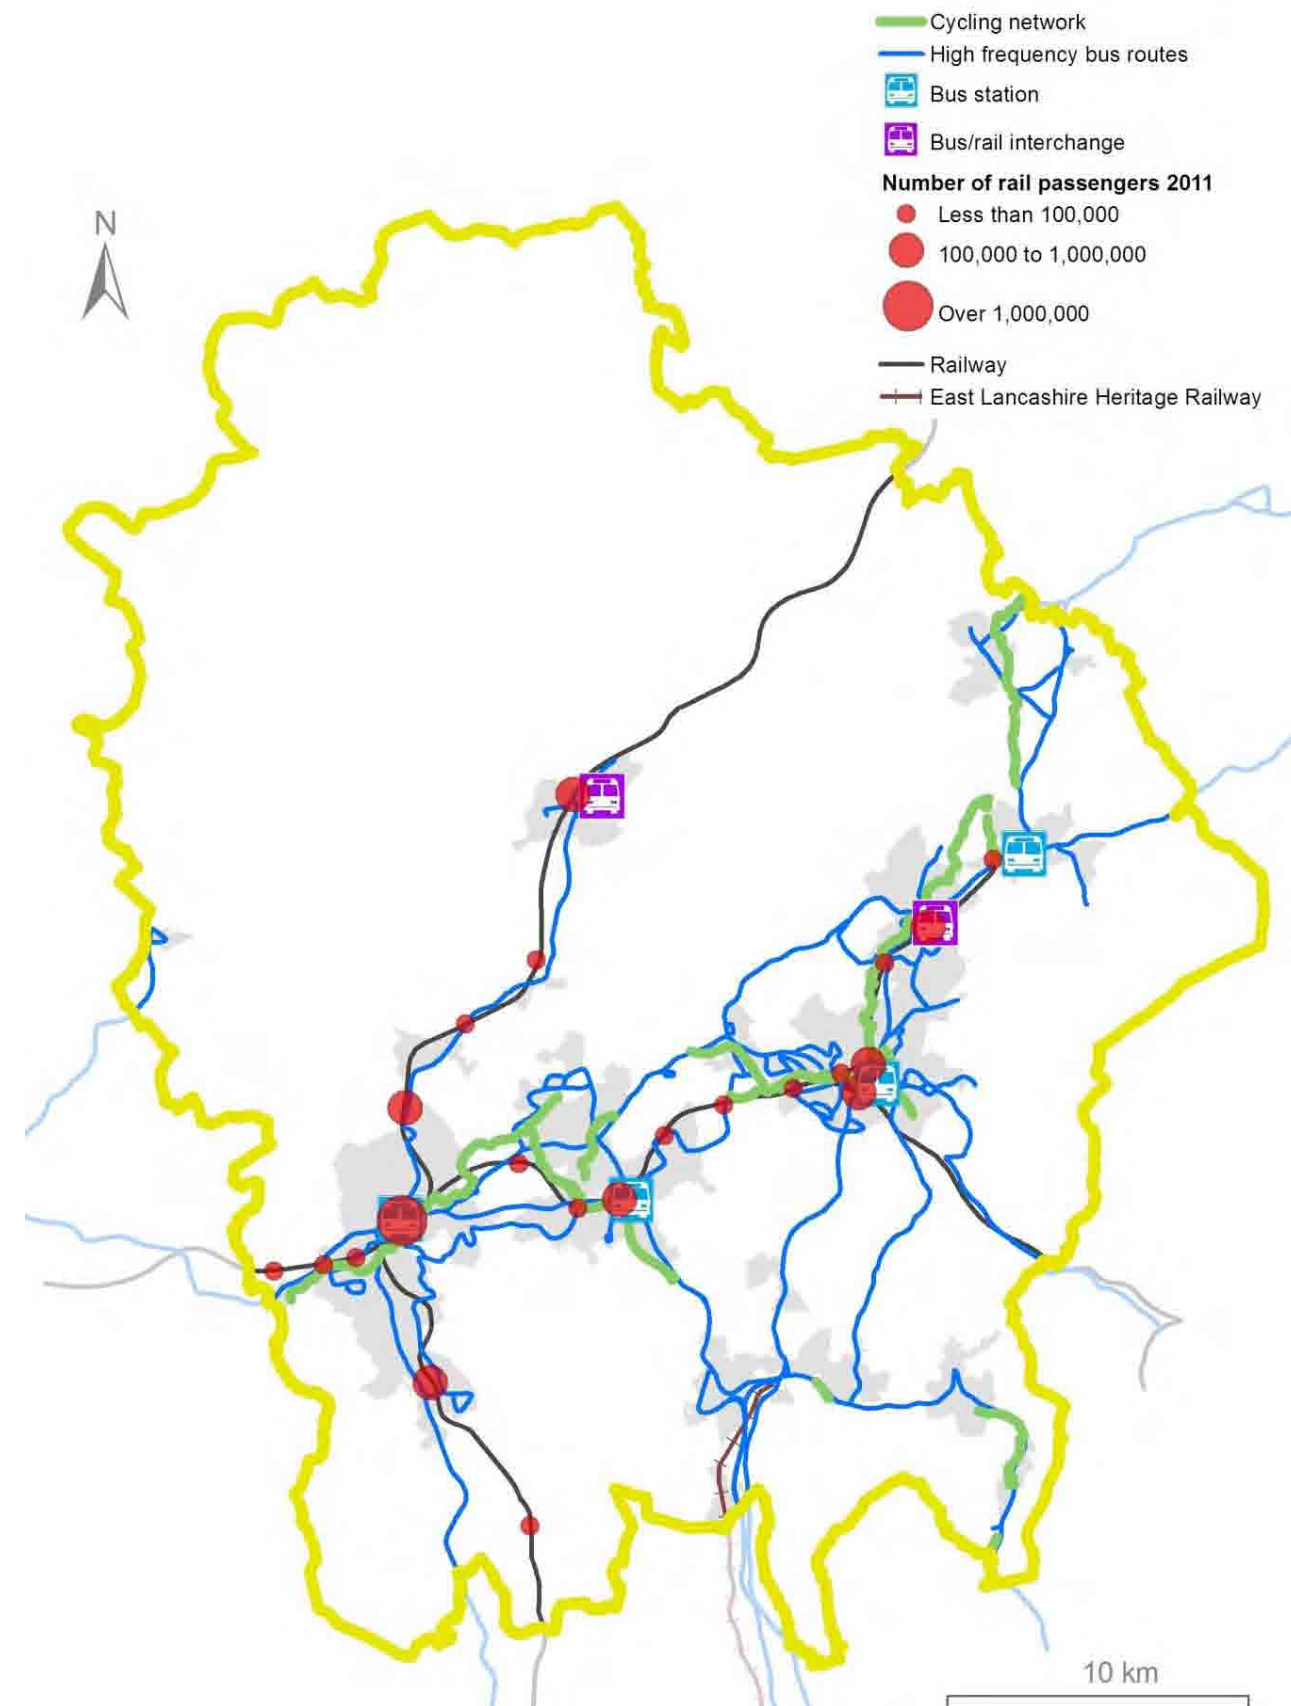 Cycling network
High frequency bus routes
Bus station
Bus/rail interchange
Number of rail passengers 2011
Less than 100,000
100,000 to 1,000,000
Over 1,000,000
Railway
East Lancashire Heritage Railway
N
10 km